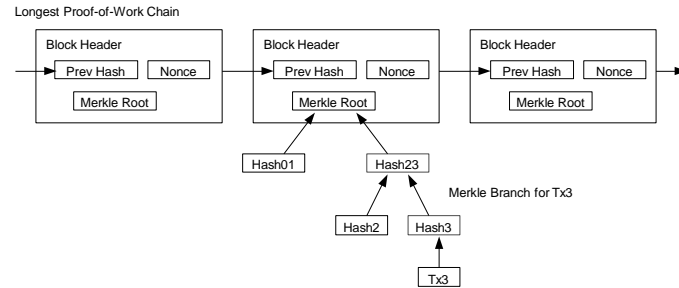 Longest Proof-of-Work Chain
Block Header
Block Header
Block Header
Prev Hash
Nonce
Prev Hash
Nonce
Prev Hash
Nonce
Merkle Root
Merkle Root
Merkle Root
Hash01
Hash23
Merkle Branch for Tx3
Hash2
Hash3
Tx3